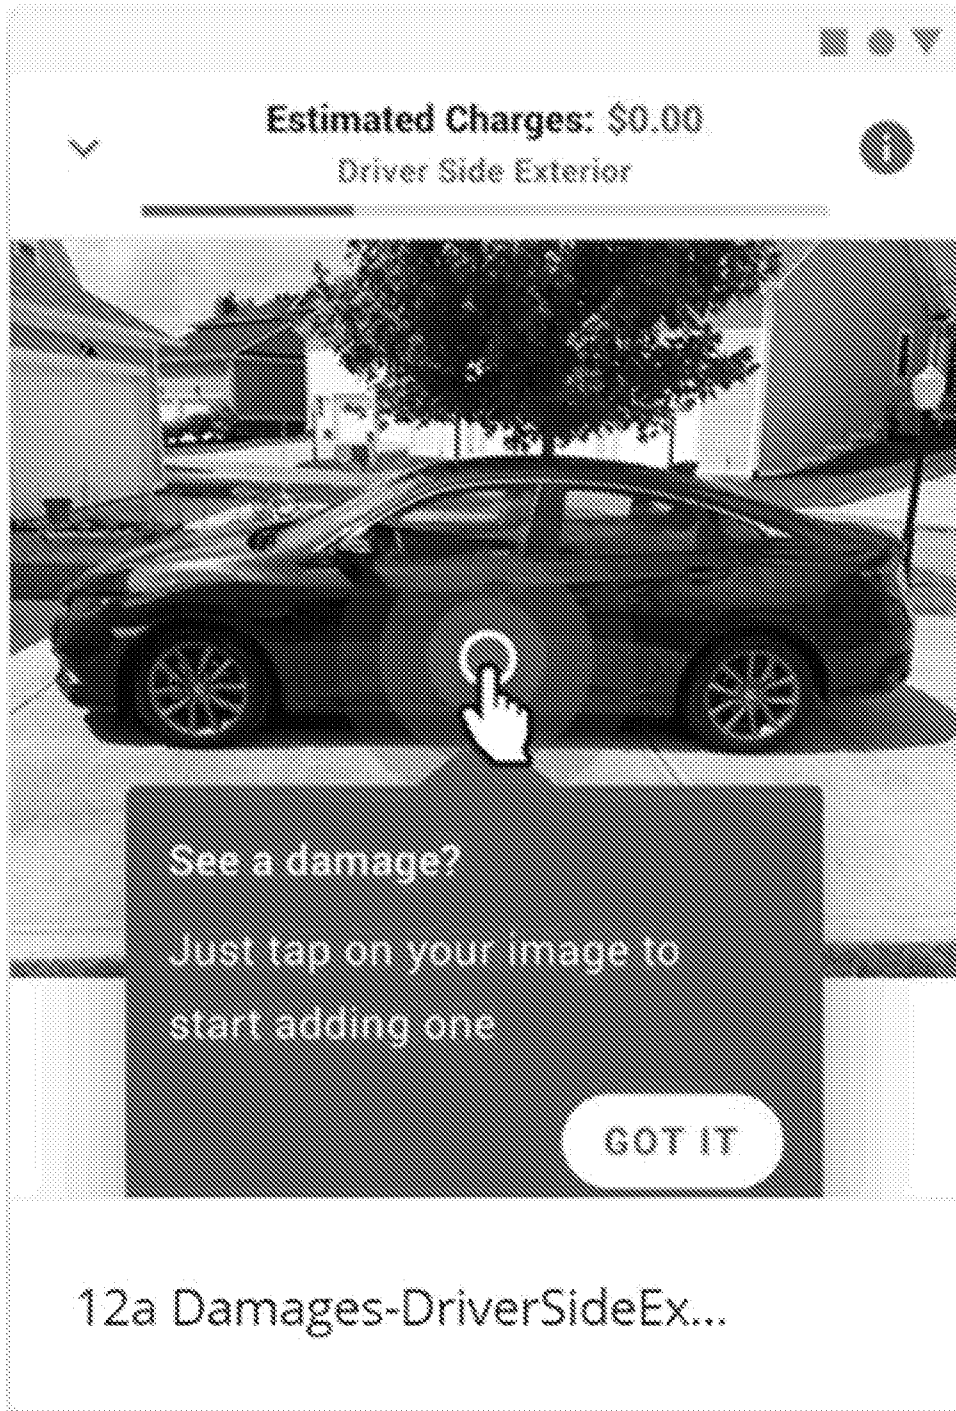 Estimated Charges: $0.00
Driver Side Exterior
See a damage?
Just tap on your image to
start adding one
GOT IT
12a Damages-DriverSideEx...